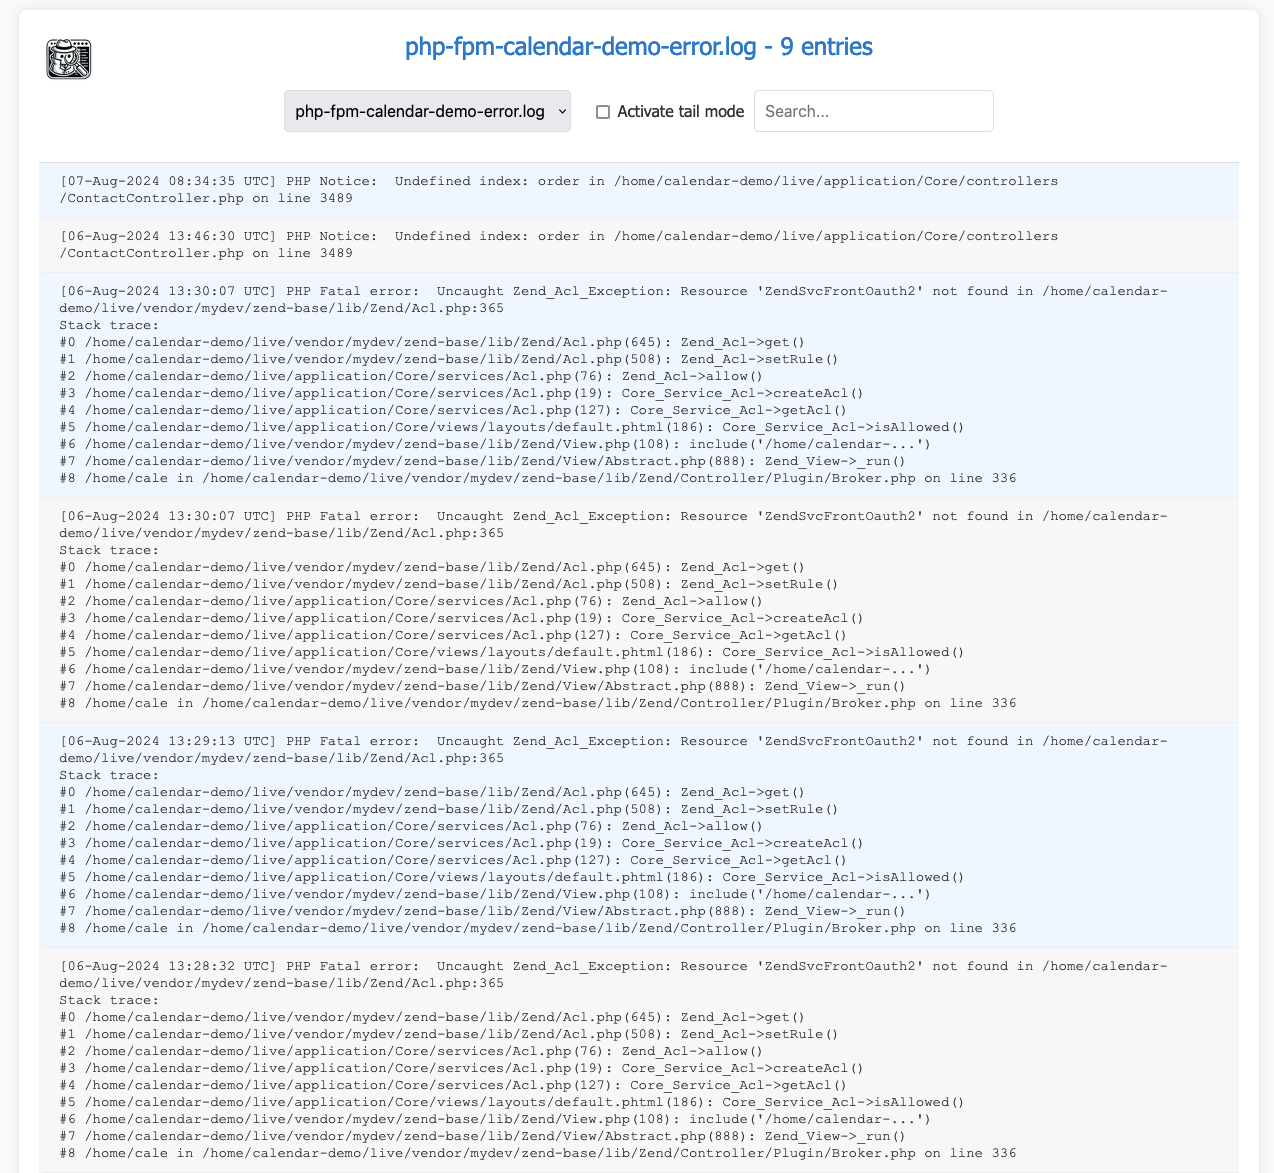 php-fpm-calendar-demo-error.log - 9 entries
php-fpm-calendar-demo-error.log
Activate tail mode
Search...
[07-Aug-2024 08:34:35 UTC] PHP Notice:  Undefined index: order in /home/calendar-demo/live/application/Core/controllers
/ContactController.php on line 3489
[06-Aug-2024 13:46:30 UTC] PHP Notice:  Undefined index: order in /home/calendar-demo/live/application/Core/controllers
/ContactController.php on line 3489
[06-Aug-2024 13:30:07 UTC] PHP Fatal error:  Uncaught Zend_Acl_Exception: Resource 'ZendSvcFrontOauth2' not found in /home/calendar-
demo/live/vendor/mydev/zend-base/lib/Zend/Acl.php:365
Stack trace:
#0 /home/calendar-demo/live/vendor/mydev/zend-base/lib/Zend/Acl.php(645): Zend_Acl->get()
#1 /home/calendar-demo/live/vendor/mydev/zend-base/lib/Zend/Acl.php(508): Zend_Acl->setRule()
#2 /home/calendar-demo/live/application/Core/services/Acl.php(76): Zend_Acl->allow()
#3 /home/calendar-demo/live/application/Core/services/Acl.php(19): Core_Service_Acl->createAcl()
#4 /home/calendar-demo/live/application/Core/services/Acl.php(127): Core_Service_Acl->getAcl()
#5 /home/calendar-demo/live/application/Core/views/layouts/default.phtml(186): Core_Service_Acl->isAllowed()
#6 /home/calendar-demo/live/vendor/mydev/zend-base/lib/Zend/View.php(108): include('/home/calendar-...')
#7 /home/calendar-demo/live/vendor/mydev/zend-base/lib/Zend/View/Abstract.php(888): Zend_View->_run()
#8 /home/cale in /home/calendar-demo/live/vendor/mydev/zend-base/lib/Zend/Controller/Plugin/Broker.php on line 336
[06-Aug-2024 13:30:07 UTC] PHP Fatal error:  Uncaught Zend_Acl_Exception: Resource 'ZendSvcFrontOauth2' not found in /home/calendar-
demo/live/vendor/mydev/zend-base/lib/Zend/Acl.php:365
Stack trace:
#0 /home/calendar-demo/live/vendor/mydev/zend-base/lib/Zend/Acl.php(645): Zend_Acl->get()
#1 /home/calendar-demo/live/vendor/mydev/zend-base/lib/Zend/Acl.php(508): Zend_Acl->setRule()
#2 /home/calendar-demo/live/application/Core/services/Acl.php(76): Zend_Acl->allow()
#3 /home/calendar-demo/live/application/Core/services/Acl.php(19): Core_Service_Acl->createAcl()
#4 /home/calendar-demo/live/application/Core/services/Acl.php(127): Core_Service_Acl->getAcl()
#5 /home/calendar-demo/live/application/Core/views/layouts/default.phtml(186): Core_Service_Acl->isAllowed()
#6 /home/calendar-demo/live/vendor/mydev/zend-base/lib/Zend/View.php(108): include('/home/calendar-...')
#7 /home/calendar-demo/live/vendor/mydev/zend-base/lib/Zend/View/Abstract.php(888): Zend_View->_run()
#8 /home/cale in /home/calendar-demo/live/vendor/mydev/zend-base/lib/Zend/Controller/Plugin/Broker.php on line 336
[06-Aug-2024 13:29:13 UTC] PHP Fatal error:  Uncaught Zend_Acl_Exception: Resource 'ZendSvcFrontOauth2' not found in /home/calendar-
demo/live/vendor/mydev/zend-base/lib/Zend/Acl.php:365
Stack trace:
#0 /home/calendar-demo/live/vendor/mydev/zend-base/lib/Zend/Acl.php(645): Zend_Acl->get()
#1 /home/calendar-demo/live/vendor/mydev/zend-base/lib/Zend/Acl.php(508): Zend_Acl->setRule()
#2 /home/calendar-demo/live/application/Core/services/Acl.php(76): Zend_Acl->allow()
#3 /home/calendar-demo/live/application/Core/services/Acl.php(19): Core_Service_Acl->createAcl()
#4 /home/calendar-demo/live/application/Core/services/Acl.php(127): Core_Service_Acl->getAcl()
#5 /home/calendar-demo/live/application/Core/views/layouts/default.phtml(186): Core_Service_Acl->isAllowed()
#6 /home/calendar-demo/live/vendor/mydev/zend-base/lib/Zend/View.php(108): include('/home/calendar-...')
#7 /home/calendar-demo/live/vendor/mydev/zend-base/lib/Zend/View/Abstract.php(888): Zend_View->_run()
#8 /home/cale in /home/calendar-demo/live/vendor/mydev/zend-base/lib/Zend/Controller/Plugin/Broker.php on line 336
[06-Aug-2024 13:28:32 UTC] PHP Fatal error:  Uncaught Zend_Acl_Exception: Resource 'ZendSvcFrontOauth2' not found in /home/calendar-
demo/live/vendor/mydev/zend-base/lib/Zend/Acl.php:365
Stack trace:
#0 /home/calendar-demo/live/vendor/mydev/zend-base/lib/Zend/Acl.php(645): Zend_Acl->get()
#1 /home/calendar-demo/live/vendor/mydev/zend-base/lib/Zend/Acl.php(508): Zend_Acl->setRule()
#2 /home/calendar-demo/live/application/Core/services/Acl.php(76): Zend_Acl->allow()
#3 /home/calendar-demo/live/application/Core/services/Acl.php(19): Core_Service_Acl->createAcl()
#4 /home/calendar-demo/live/application/Core/services/Acl.php(127): Core_Service_Acl->getAcl()
#5 /home/calendar-demo/live/application/Core/views/layouts/default.phtml(186): Core_Service_Acl->isAllowed()
#6 /home/calendar-demo/live/vendor/mydev/zend-base/lib/Zend/View.php(108): include('/home/calendar-...')
#7 /home/calendar-demo/live/vendor/mydev/zend-base/lib/Zend/View/Abstract.php(888): Zend_View->_run()
#8 /home/cale in /home/calendar-demo/live/vendor/mydev/zend-base/lib/Zend/Controller/Plugin/Broker.php on line 336